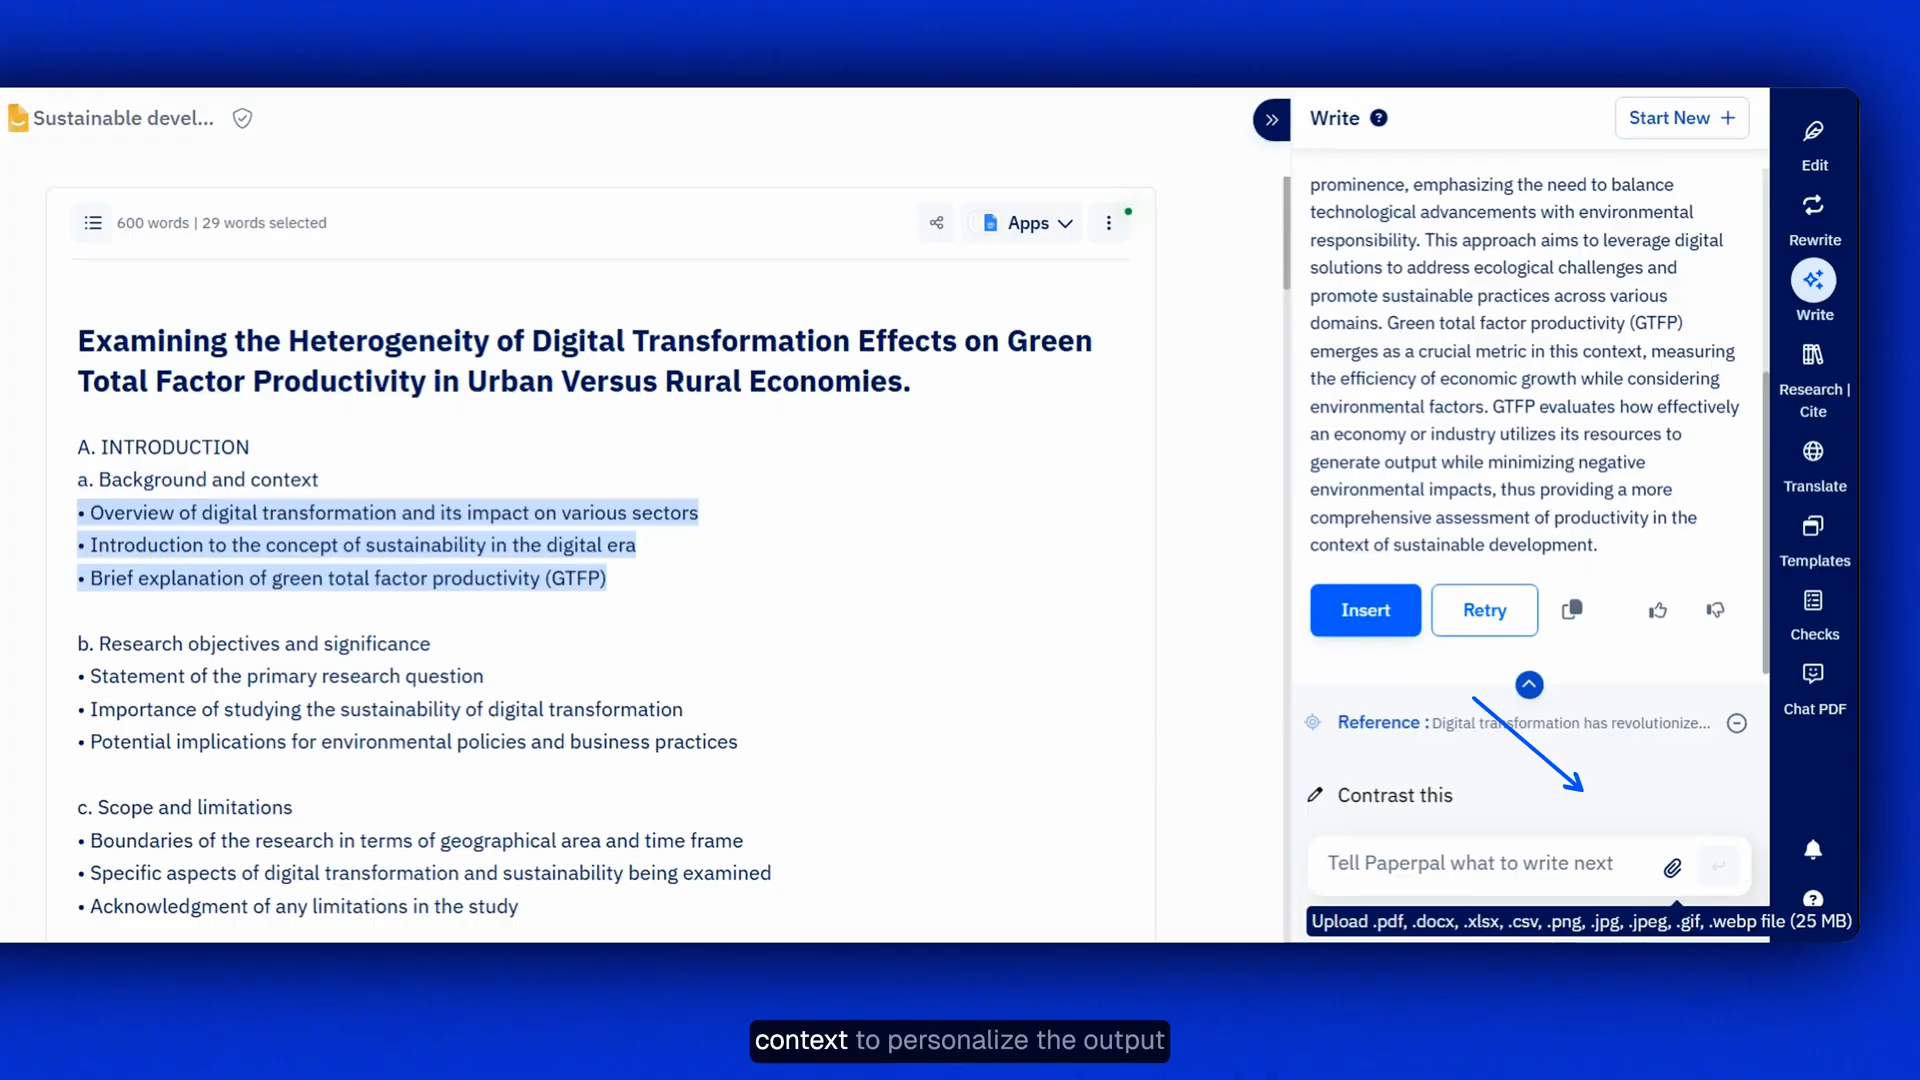 Sustainable devel...
600 words | 29 words selected
Apps
Examining the Heterogeneity of Digital Transformation Effects on Green
Total Factor Productivity in Urban Versus Rural Economies.
A. INTRODUCTION
a. Background and context
• Overview of digital transformation and its impact on various sectors
• Introduction to the concept of sustainability in the digital era
• Brief explanation of green total factor productivity (GTFP)
b. Research objectives and significance
• Statement of the primary research question
• Importance of studying the sustainability of digital transformation
• Potential implications for environmental policies and business practices
c. Scope and limitations
• Boundaries of the research in terms of geographical area and time frame
• Specific aspects of digital transformation and sustainability being examined
• Acknowledgment of any limitations in the study
Write ?
Start New +
prominence, emphasizing the need to balance
technological advancements with environmental
responsibility. This approach aims to leverage digital
solutions to address ecological challenges and
promote sustainable practices across various
domains. Green total factor productivity (GTFP)
emerges as a crucial metric in this context, measuring
the efficiency of economic growth while considering
environmental factors. GTFP evaluates how effectively
an economy or industry utilizes its resources to
generate output while minimizing negative
environmental impacts, thus providing a more
comprehensive assessment of productivity in the
context of sustainable development.
Insert
Retry
Reference : Digital transformation has revolutionize...
Contrast this
Tell Paperpal what to write next
Upload .pdf, .docx, .xlsx, .csv, .png, .jpg, .jpeg, .gif, .webp file (25 MB)
Edit
Rewrite
Write
Research |
Cite
Translate
Templates
Checks
Chat PDF
?
context to personalize the output